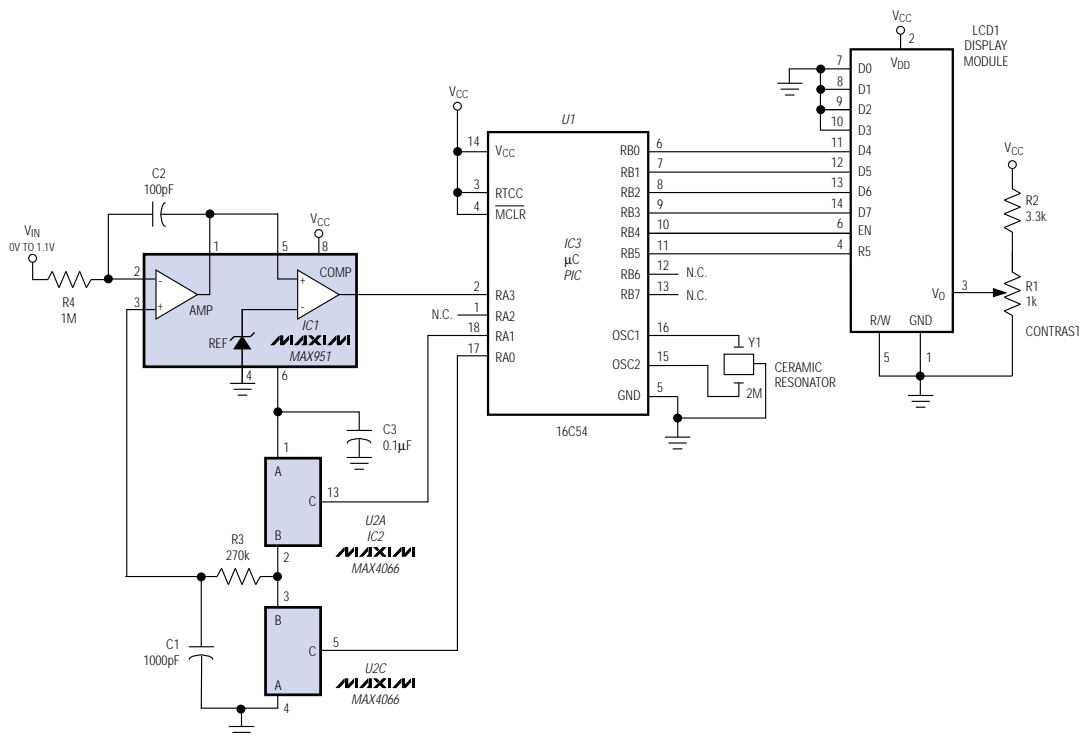 VCC
2
LCD1
DISPLAY
MODULE
VDD
7
D0
8
D1
9
D2
10
D3
11
D4
12
D5
13
D6
14
D7
6
EN
4
R5
VO
3
R/W
GND
5
1
VCC
R2
3.3k
R1
1k
CONTRAST
VCC
U1
14
VCC
3
RTCC
4
MCLR
IC3
µC
PIC
RB0
6
RB1
7
RB2
8
RB3
9
RB4
10
RB5
11
RB6
12
N.C.
RB7
13
N.C.
2
RA3
N.C.
1
RA2
18
RA1
17
RA0
OSC1
16
OSC2
15
GND
5
16C54
Y1
CERAMIC
RESONATOR
2M
C2
100pF
VIN
0V TO 1.1V
R4
1M
VCC
1
5
8
2
3
-
+
AMP
COMP
+
-
IC1
MAXIM
MAX951
REF
4
6
C3
0.1µF
1
A
C
13
B
2
U2A
IC2
MAXIM
MAX4066
R3
270k
3
B
C
5
A
4
U2C
MAXIM
MAX4066
C1
1000pF